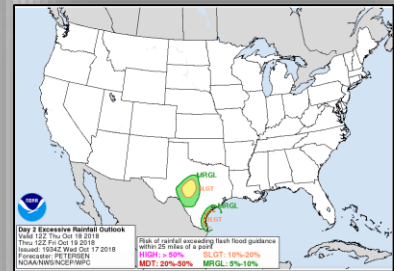 MRGL
SLGT
MRGL
SLGT
noaa
Day 2 Excessive Rainfall Outlook
Valid 12Z Thu Oct 18 2018
Thru 12Z Fri Oct 19 2018
Issued: 1934Z Wed Oct 17 2018
Forecaster: PETERSEN
NOAA/NWS/NCEP/WPC
Risk of rainfall exceeding flash flood guidance
within 25 miles of a point
HIGH: > 50% SLGT: 10%-20%
MDT: 20%-50% MRGL: 5%-10%